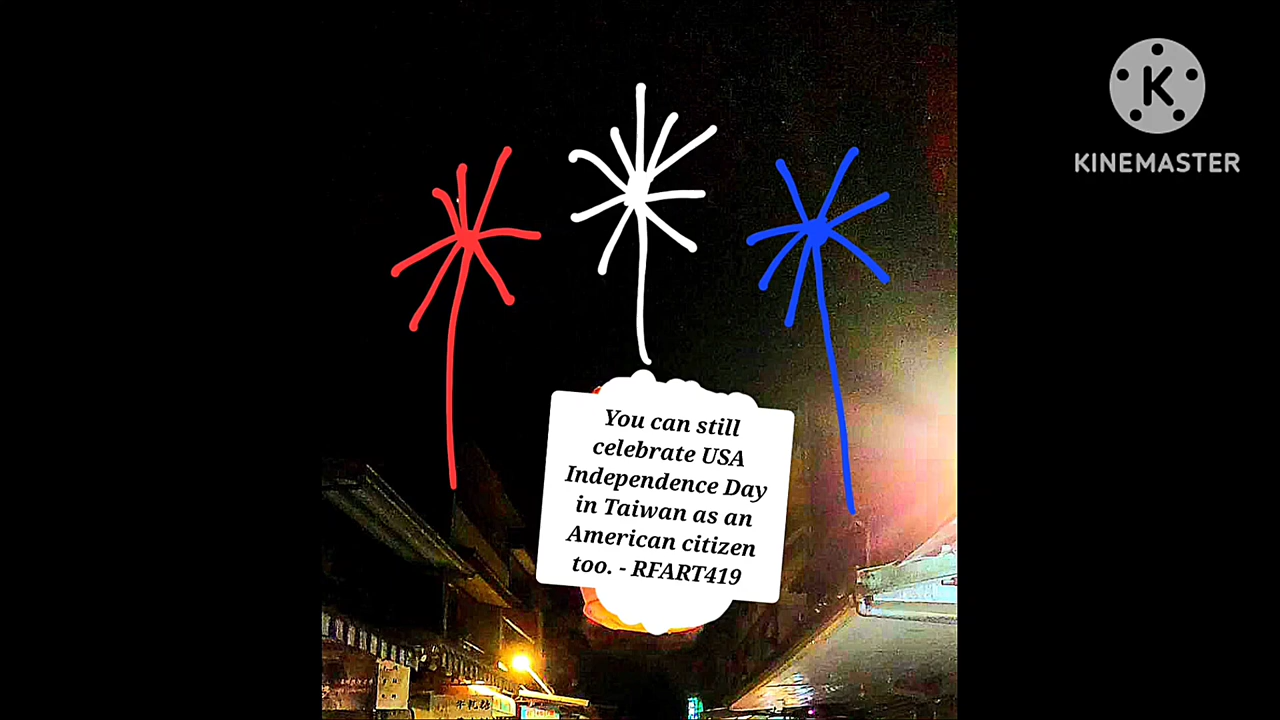 K
KINEMASTER
You can still
celebrate USA
Independence Day
in Taiwan as an
American citizen
too. - RFART419